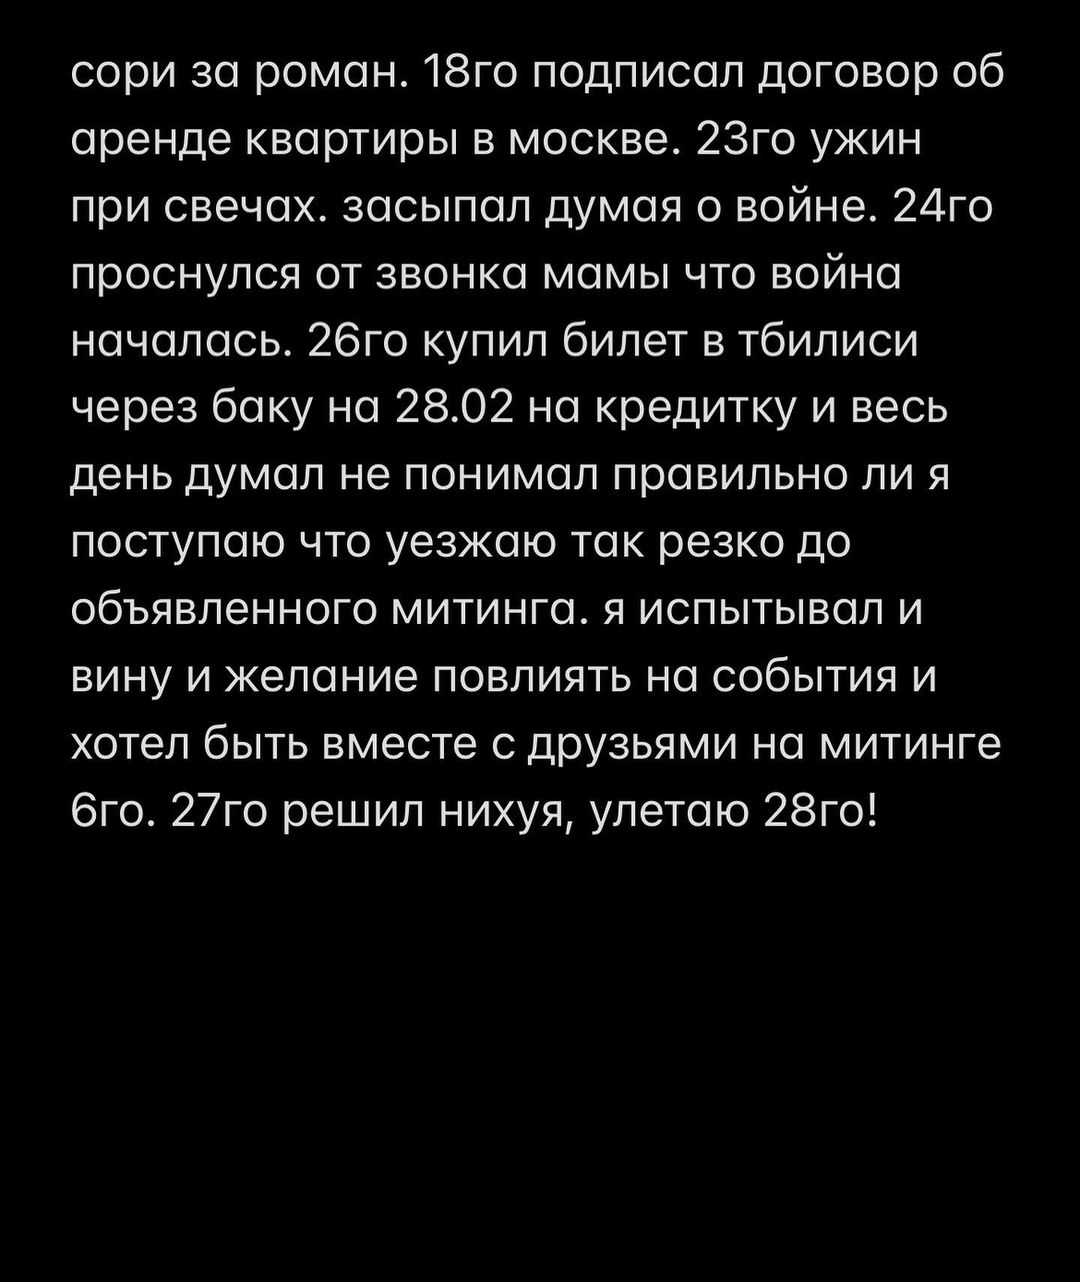 сори за роман. 18го подписал договор об
аренде квартиры в москве. 23го ужин
при свечах. засыпал думая о войне. 24го
проснулся от звонка мамы что война
началась. 26го купил билет в тбилиси
через баку на 28.02 на кредитку и весь
день думал не понимал правильно ли я
поступаю что уезжаю так резко до
объявленного митинга. я испытывал и
вину и желание повлиять на события и
хотел быть вместе с друзьями на митинге
6го. 27го решил нихуя, улетаю 28го!